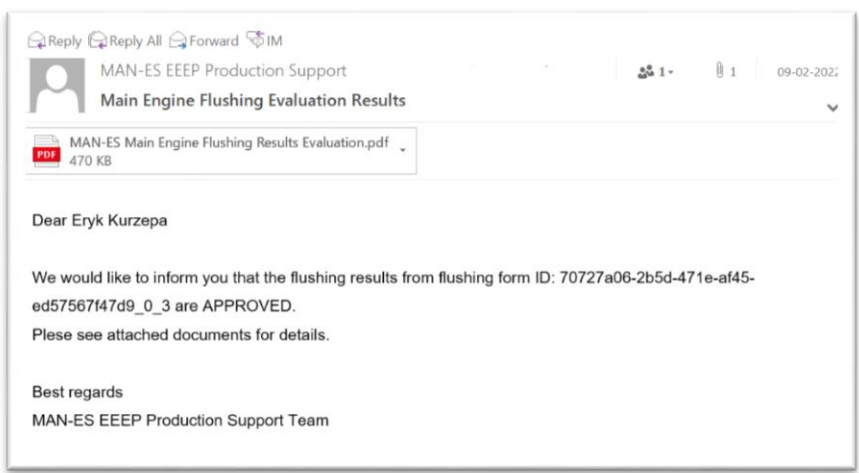 Reply Reply All Forward IM
MAN-ES EEEP Production Support
1
1
09-02-2022
Main Engine Flushing Evaluation Results
PDF
MAN-ES Main Engine Flushing Results Evaluation.pdf
470 KB
Dear Eryk Kurzepa
We would like to inform you that the flushing results from flushing form ID: 70727a06-2b5d-471e-af45-
ed57567f47d9_0_3 are APPROVED.
Plese see attached documents for details.
Best regards
MAN-ES EEEP Production Support Team